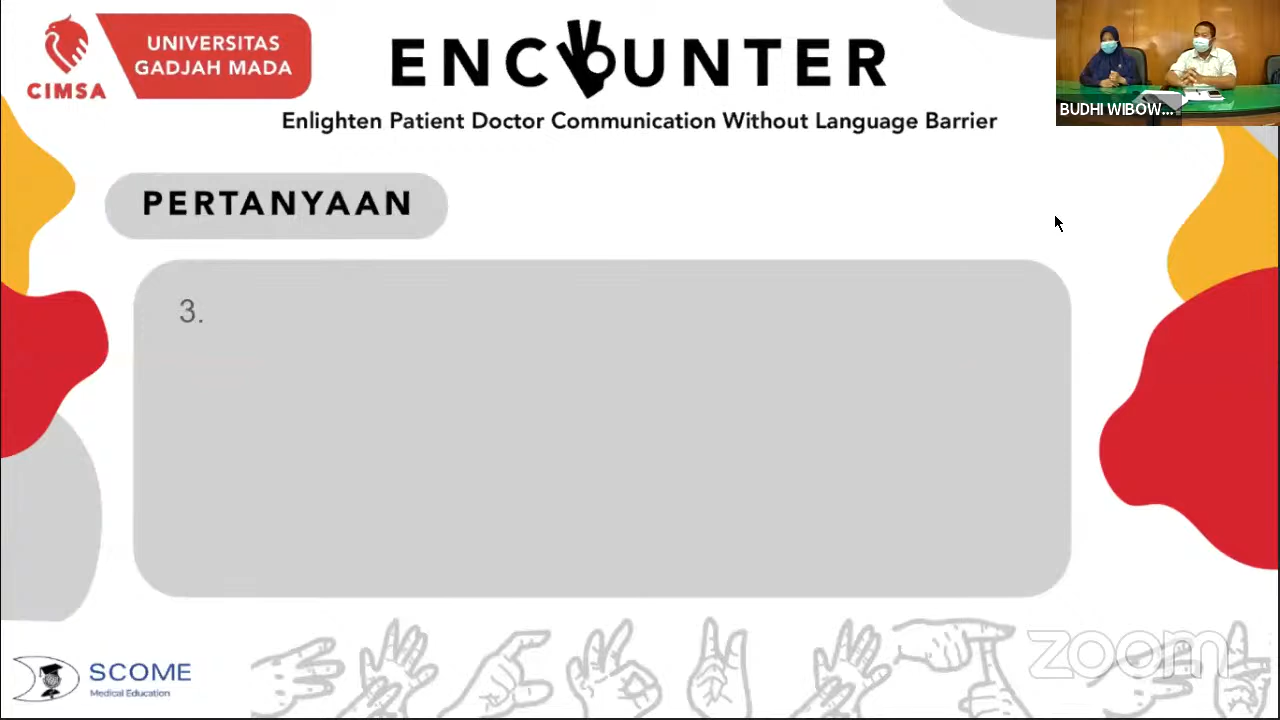 CIMSA
UNIVERSITAS
GADJAH MADA
ENCOUNTER
Enlighten Patient Doctor Communication Without Language Barrier
BUDHI WIBOW...
PERTANYAAN
3.
SCOME
Medical Education
zoom